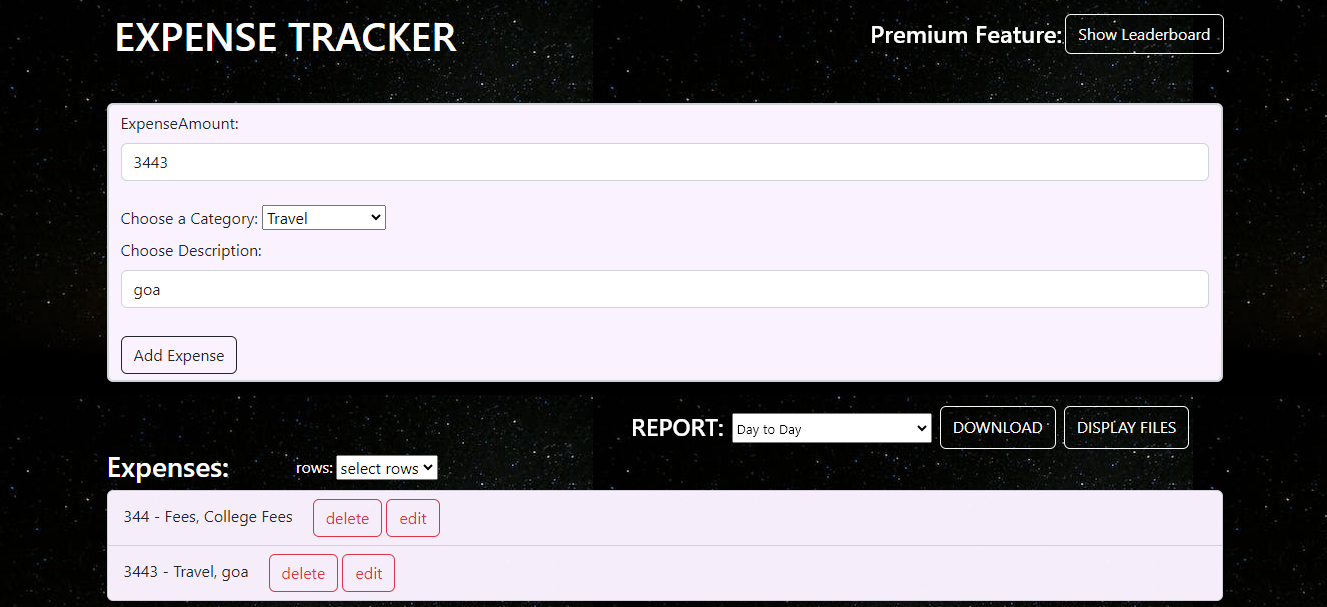 EXPENSE TRACKER
Premium Feature: Show Leaderboard
ExpenseAmount:
3443
Choose a Category: Travel
Choose Description:
goa
Add Expense
REPORT: Day to Day DOWNLOAD DISPLAY FILES
Expenses: rows: select rows
344 - Fees, College Fees delete edit
3443 - Travel, goa delete edit